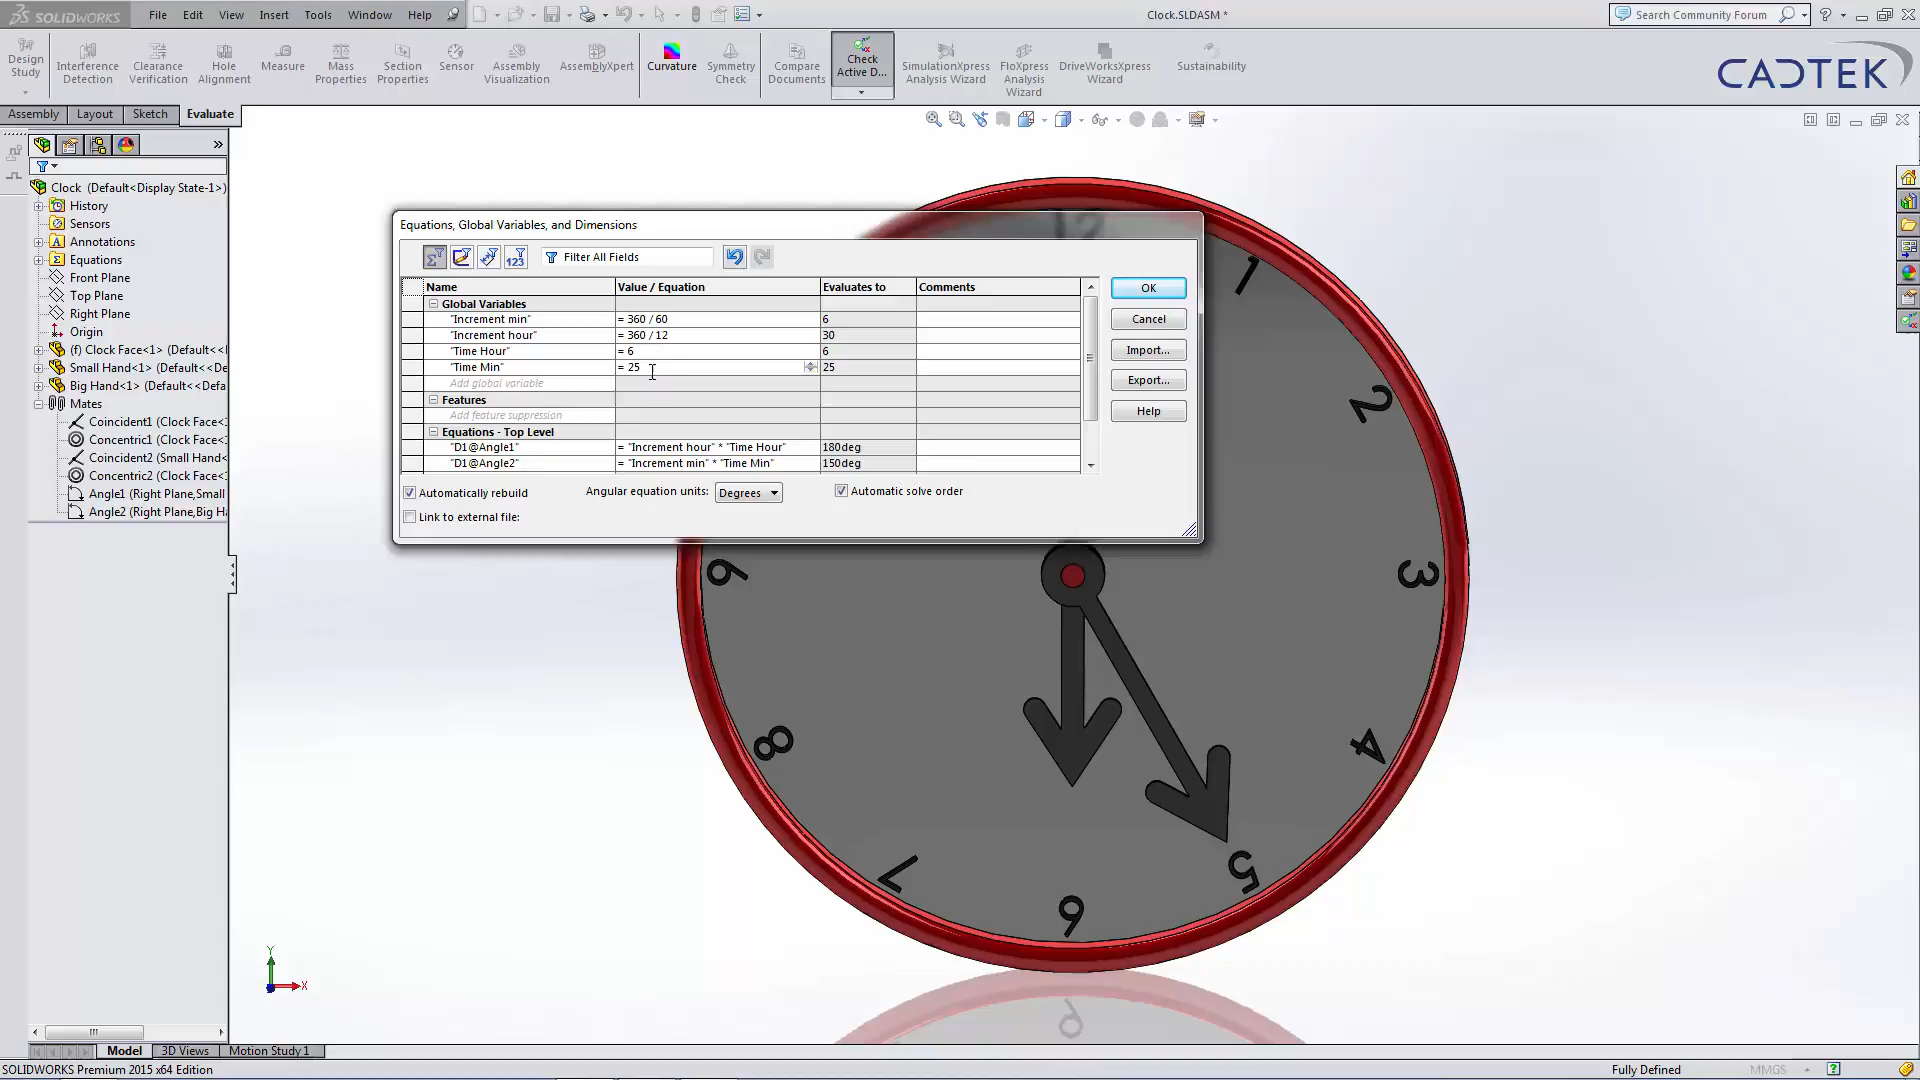 SOLIDWORKS
File Edit View Insert Tools Window Help
Clock.SLDASM *
Search Community Forum
Design Study
Interference Detection
Clearance Verification
Hole Alignment
Measure
Mass Properties
Section Properties
Sensor
Assembly Visualization
AssemblyXpert
Curvature
Symmetry Check
Compare Documents
Check Active D...
SimulationXpress Analysis Wizard
FloXpress Analysis Wizard
DriveWorksXpress Wizard
Sustainability
CADTEK
Assembly Layout Sketch Evaluate
Clock (Default<Display State-1>)
History
Sensors
Annotations
Equations
Front Plane
Top Plane
Right Plane
Origin
(f) Clock Face<1> (Default<<
Small Hand<1> (Default<<De
Big Hand<1> (Default<<Defa
Mates
Coincident1 (Clock Face<1
Concentric1 (Clock Face<1
Coincident2 (Small Hand<
Concentric2 (Clock Face<1
Angle1 (Right Plane,Small
Angle2 (Right Plane,Big Ha
Equations, Global Variables, and Dimensions
123
Filter All Fields
Name Value / Equation Evaluates to Comments
Global Variables
"Increment min" = 360 / 60 6
"Increment hour" = 360 / 12 30
"Time Hour" = 6 6
"Time Min" = 25 25
Add global variable
Features
Add feature suppression
Equations - Top Level
"D1@Angle1" = "Increment hour" * "Time Hour" 180deg
"D1@Angle2" = "Increment min" * "Time Min" 150deg
OK
Cancel
Import...
Export...
Help
Automatically rebuild
Angular equation units: Degrees
Automatic solve order
Link to external file:
12
1
2
3
4
5
6
7
8
9
Y
X
Model 3D Views Motion Study 1
SOLIDWORKS Premium 2015 x64 Edition
Fully Defined
MMGS